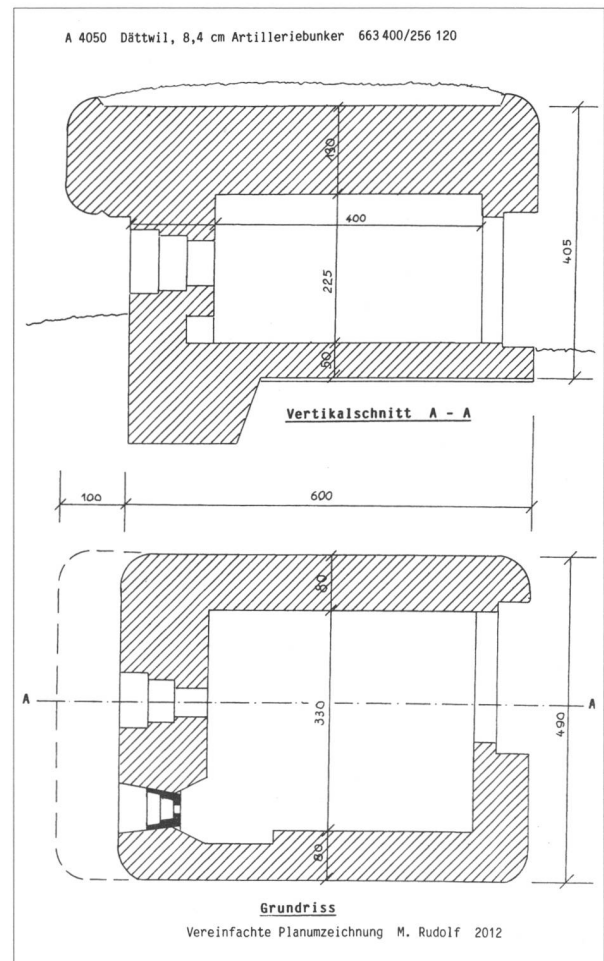 A 4050 Dättwil, 8,4 cm Artilleriebunker 663 400/256 120
130
400
405
225
50
Vertikalschnitt A - A
100
600
80
A
A
330
490
80
Grundriss
Vereinfachte Planumzeichnung M. Rudolf 2012